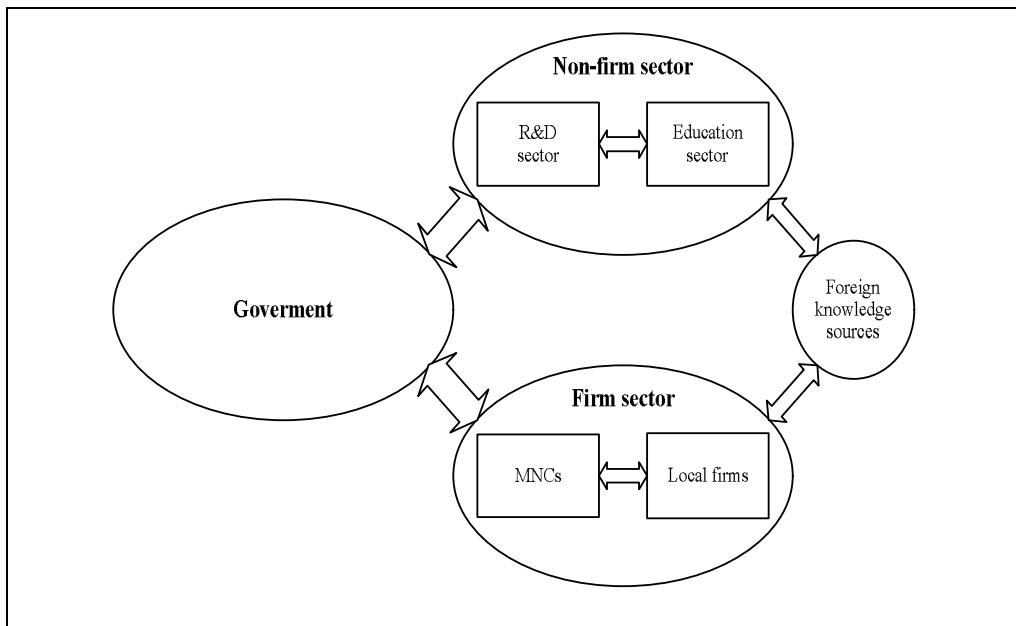 Non-firm sector
R&D
sector
Education
sector
Goverment
Foreign
knowledge
sources
Firm sector
MNCs
Local firms